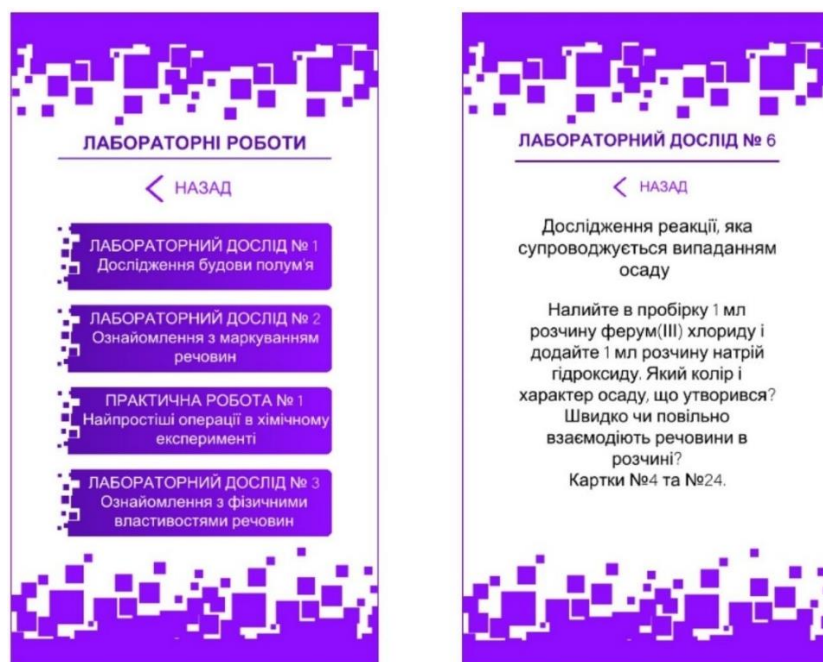 ЛАБОРАТОРНІ РОБОТИ
НАЗАД
ЛАБОРАТОРНИЙ ДОСЛІД № 1
Дослідження будови полум'я
ЛАБОРАТОРНИЙ ДОСЛІД № 2
Ознайомлення з маркуванням
речовин
ПРАКТИЧНА РОБОТА № 1
Найпростіші операції в хімічному
експерименті
ЛАБОРАТОРНИЙ ДОСЛІД № 3
Ознайомлення з фізичними
властивостями речовин
ЛАБОРАТОРНИЙ ДОСЛІД № 6
НАЗАД
Дослідження реакції, яка
супроводжується випаданням
осаду
Налийте в пробірку 1 мл
розчину ферум(ІІІ) хлориду і
додайте 1 мл розчину натрій
гідроксиду. Який колір і
характер осаду, що утворився?
Швидко чи повільно
взаємодіють речовини в
розчині?
Картки №4 та №24.